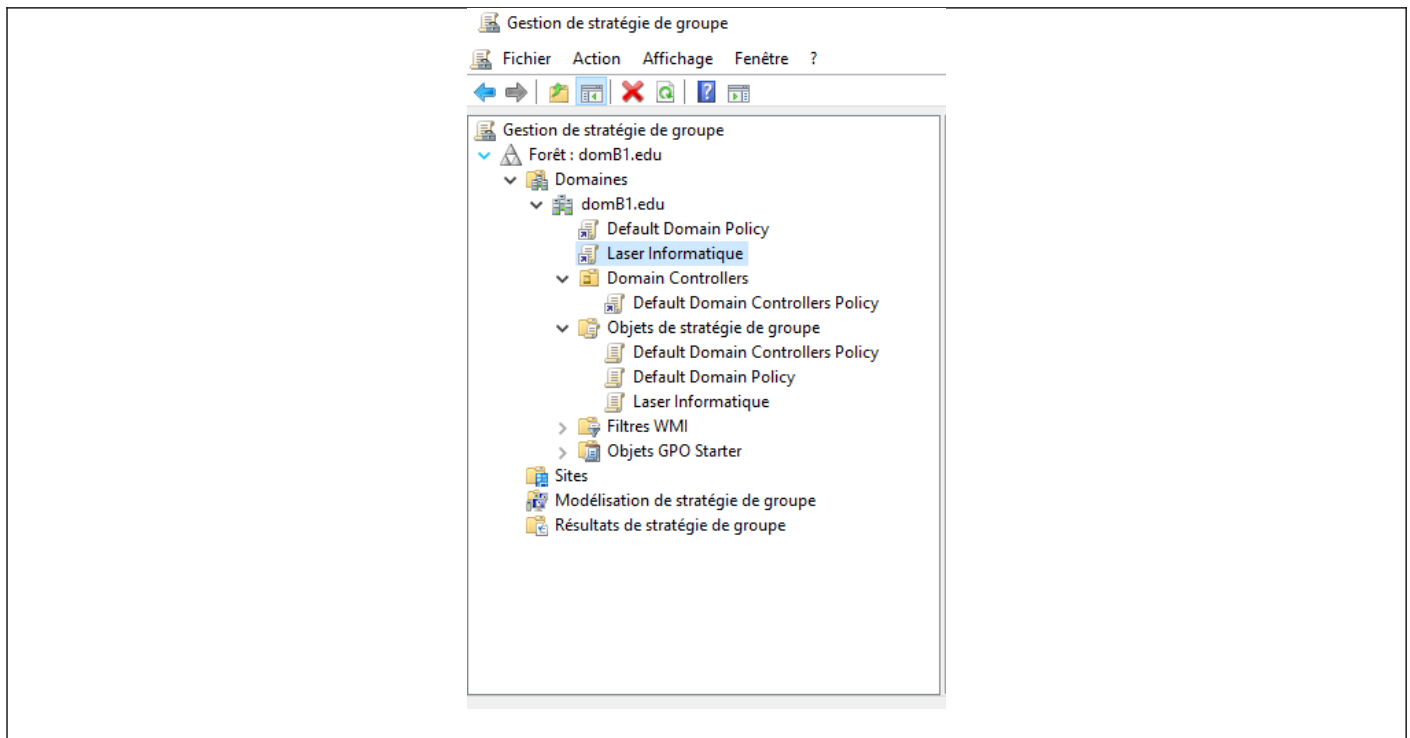 Gestion de stratégie de groupe
Fichier Action Affichage Fenêtre ?
Gestion de stratégie de groupe
Forêt : domB1.edu
Domaines
domB1.edu
Default Domain Policy
Laser Informatique
Domain Controllers
Default Domain Controllers Policy
Objets de stratégie de groupe
Default Domain Controllers Policy
Default Domain Policy
Laser Informatique
Filtres WMI
Objets GPO Starter
Sites
Modélisation de stratégie de groupe
Résultats de stratégie de groupe